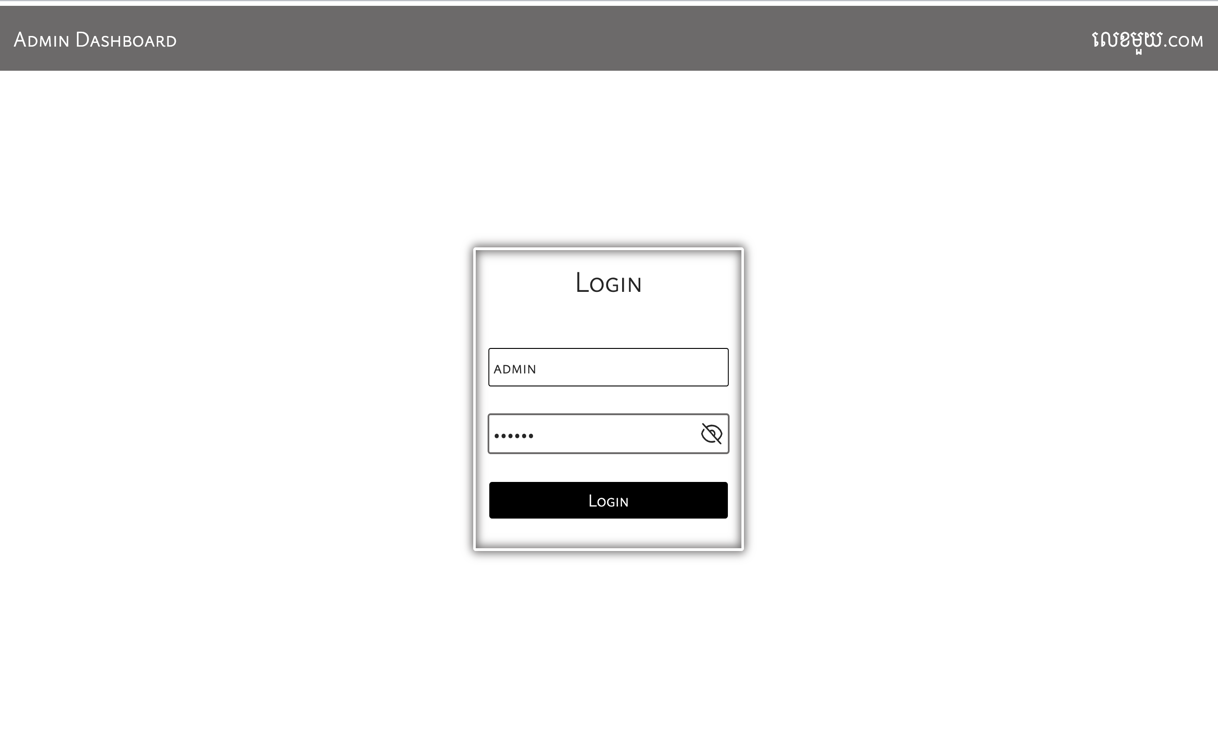 Admin Dashboard
លេខមួយ.com
Login
admin
••••••
Login